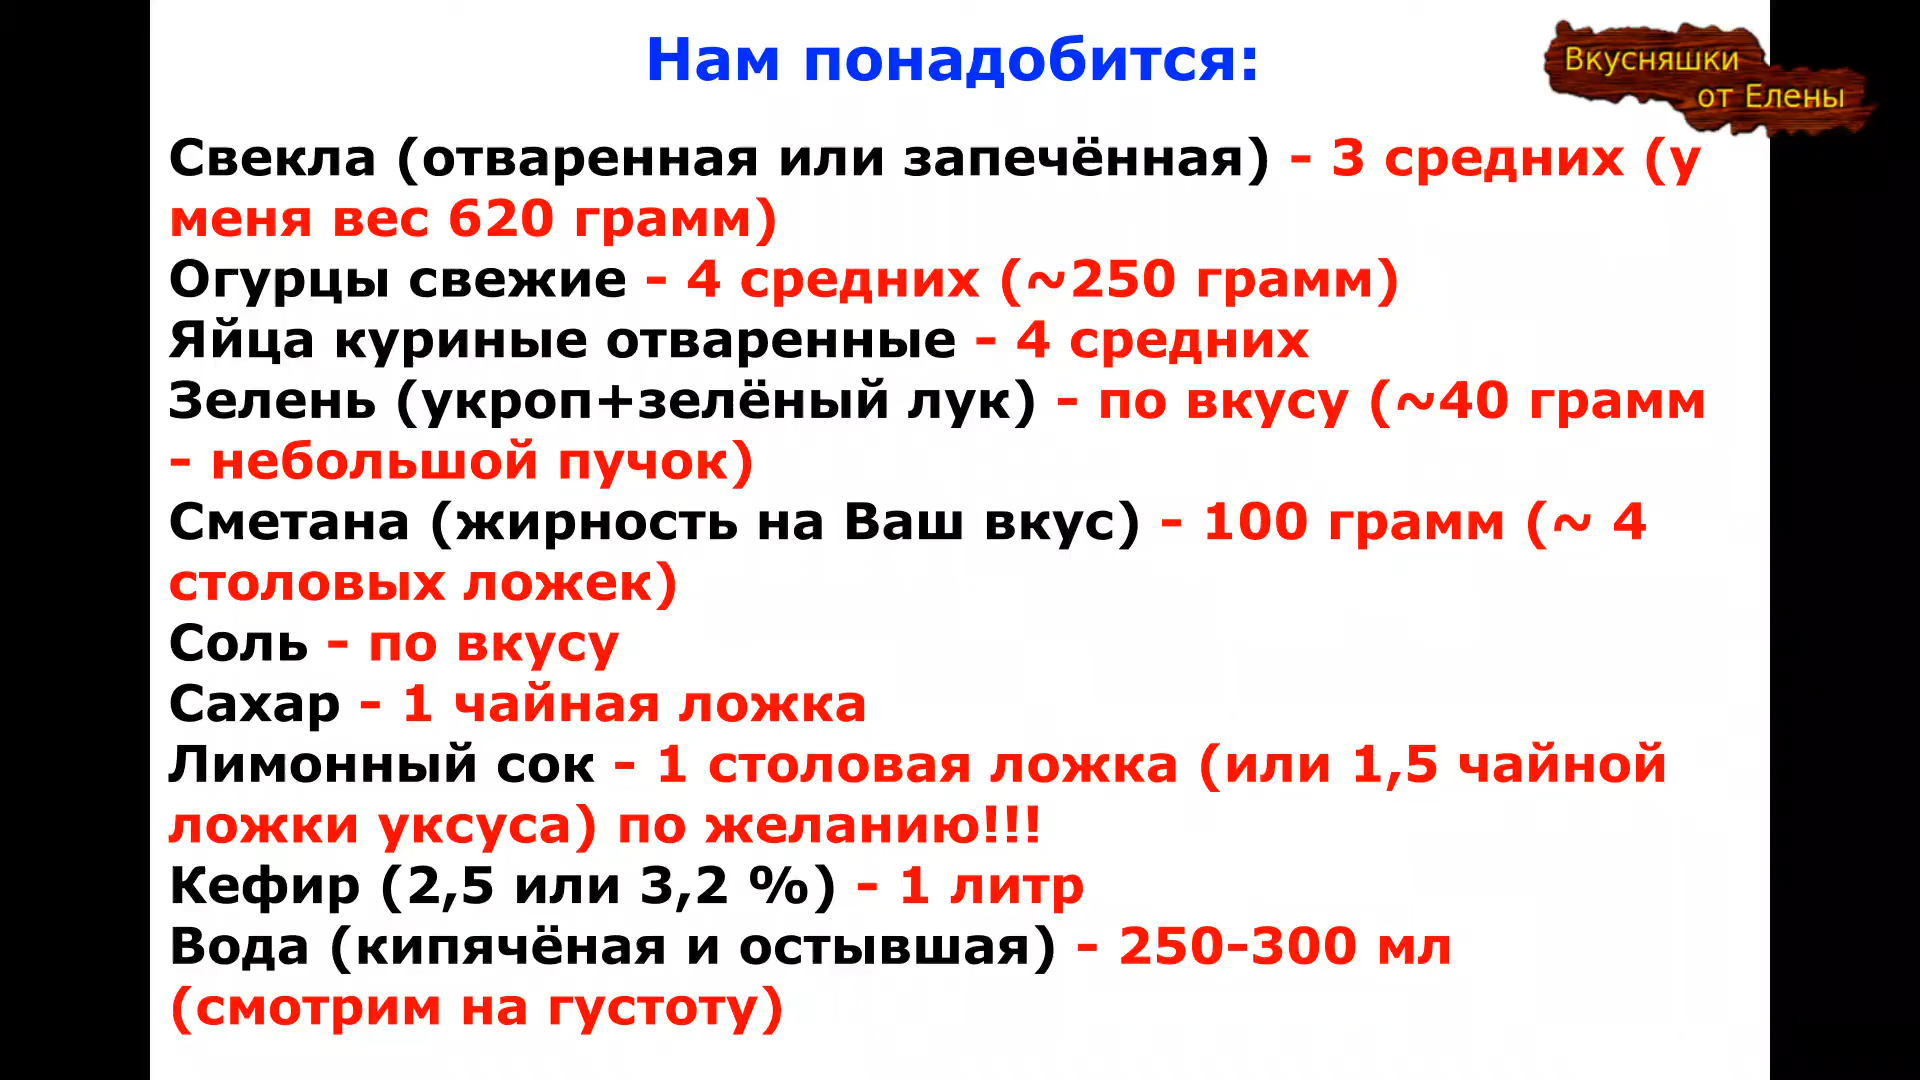 Нам понадобится:
Вкусняшки
от Елены
Свекла (отваренная или запечённая) - 3 средних (у
меня вес 620 грамм)
Огурцы свежие - 4 средних (~250 грамм)
Яйца куриные отваренные - 4 средних
Зелень (укроп+зелёный лук) - по вкусу (~40 грамм
- небольшой пучок)
Сметана (жирность на Ваш вкус) - 100 грамм (~ 4
столовых ложек)
Соль - по вкусу
Сахар - 1 чайная ложка
Лимонный сок - 1 столовая ложка (или 1,5 чайной
ложки уксуса) по желанию!!!
Кефир (2,5 или 3,2 %) - 1 литр
Вода (кипячёная и остывшая) - 250-300 мл
(смотрим на густоту)